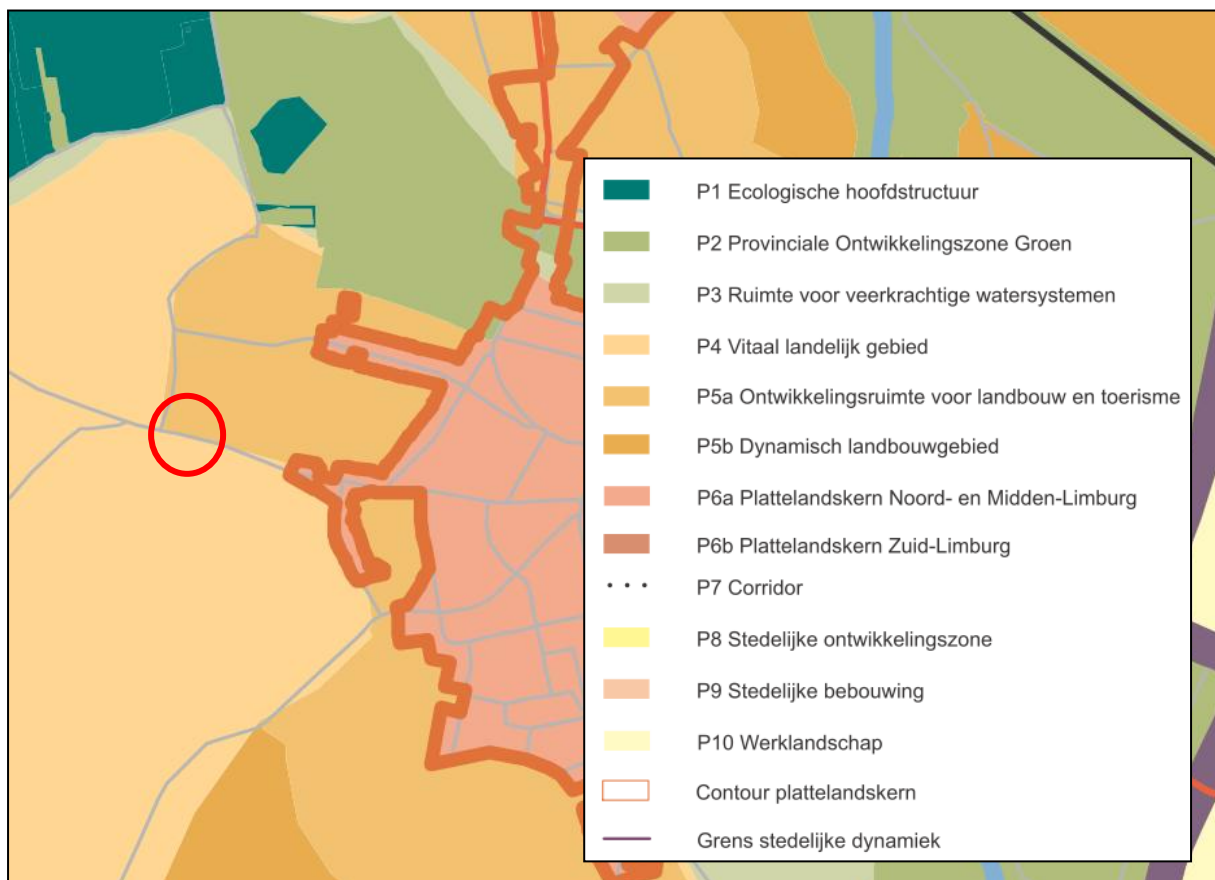 P1 Ecologische hoofdstructuur
P2 Provinciale Ontwikkelingszone Groen
P3 Ruimte voor veerkrachtige watersystemen
P4 Vitaal landelijk gebied
P5a Ontwikkelingsruimte voor landbouw en toerisme
P5b Dynamisch landbouwgebied
P6a Plattelandskern Noord- en Midden-Limburg
P6b Plattelandskern Zuid-Limburg
P7 Corridor
P8 Stedelijke ontwikkelingszone
P9 Stedelijke bebouwing
P10 Werklandschap
Contour plattelandskern
Grens stedelijke dynamiek